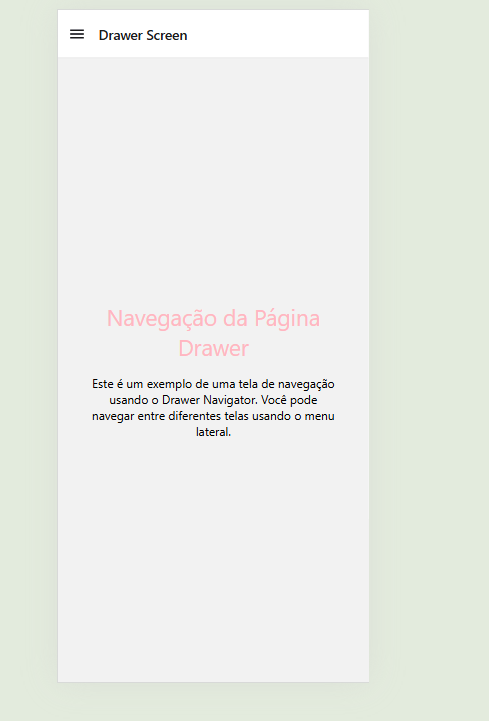 Drawer Screen
Navegação da Página
Drawer
Este é um exemplo de uma tela de navegação
usando o Drawer Navigator. Você pode
navegar entre diferentes telas usando o menu
lateral.